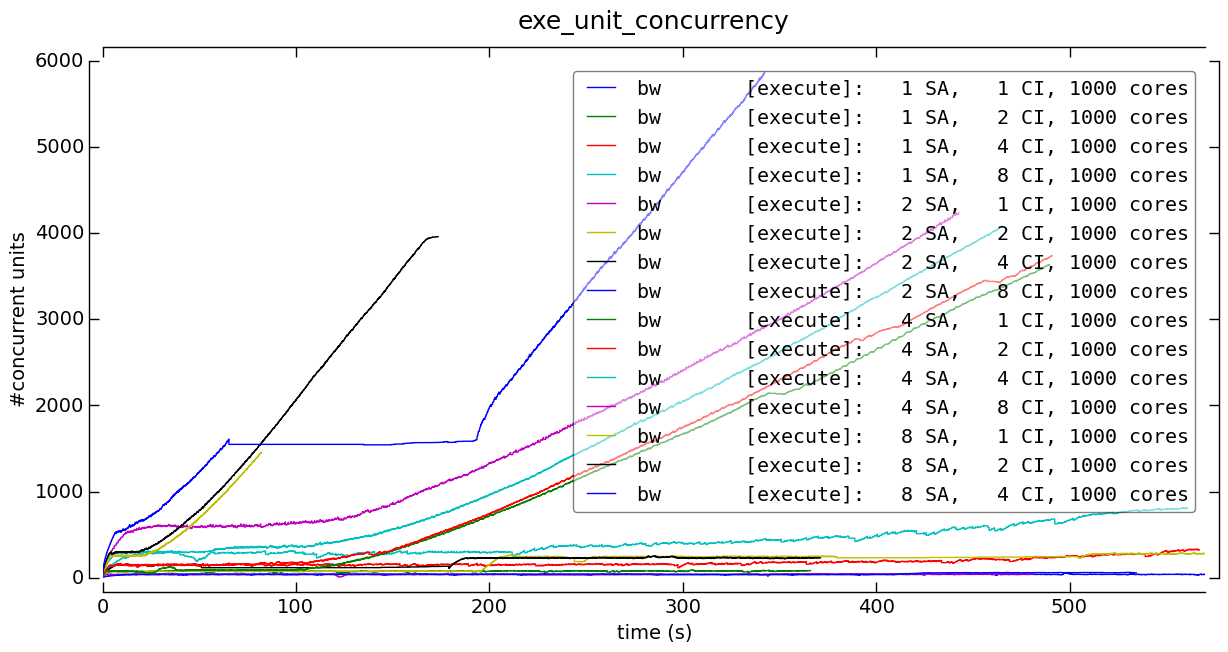 exe_unit_concurrency
6000
5000
4000
3000
2000
1000
0
#concurrent units
bw [execute]: 1 SA, 1 CI, 1000 cores
bw [execute]: 1 SA, 2 CI, 1000 cores
bw [execute]: 1 SA, 4 CI, 1000 cores
bw [execute]: 1 SA, 8 CI, 1000 cores
bw [execute]: 2 SA, 1 CI, 1000 cores
bw [execute]: 2 SA, 2 CI, 1000 cores
bw [execute]: 2 SA, 4 CI, 1000 cores
bw [execute]: 2 SA, 8 CI, 1000 cores
bw [execute]: 4 SA, 1 CI, 1000 cores
bw [execute]: 4 SA, 2 CI, 1000 cores
bw [execute]: 4 SA, 4 CI, 1000 cores
bw [execute]: 4 SA, 8 CI, 1000 cores
bw [execute]: 8 SA, 1 CI, 1000 cores
bw [execute]: 8 SA, 2 CI, 1000 cores
bw [execute]: 8 SA, 4 CI, 1000 cores
0 100 200 300 400 500
time (s)